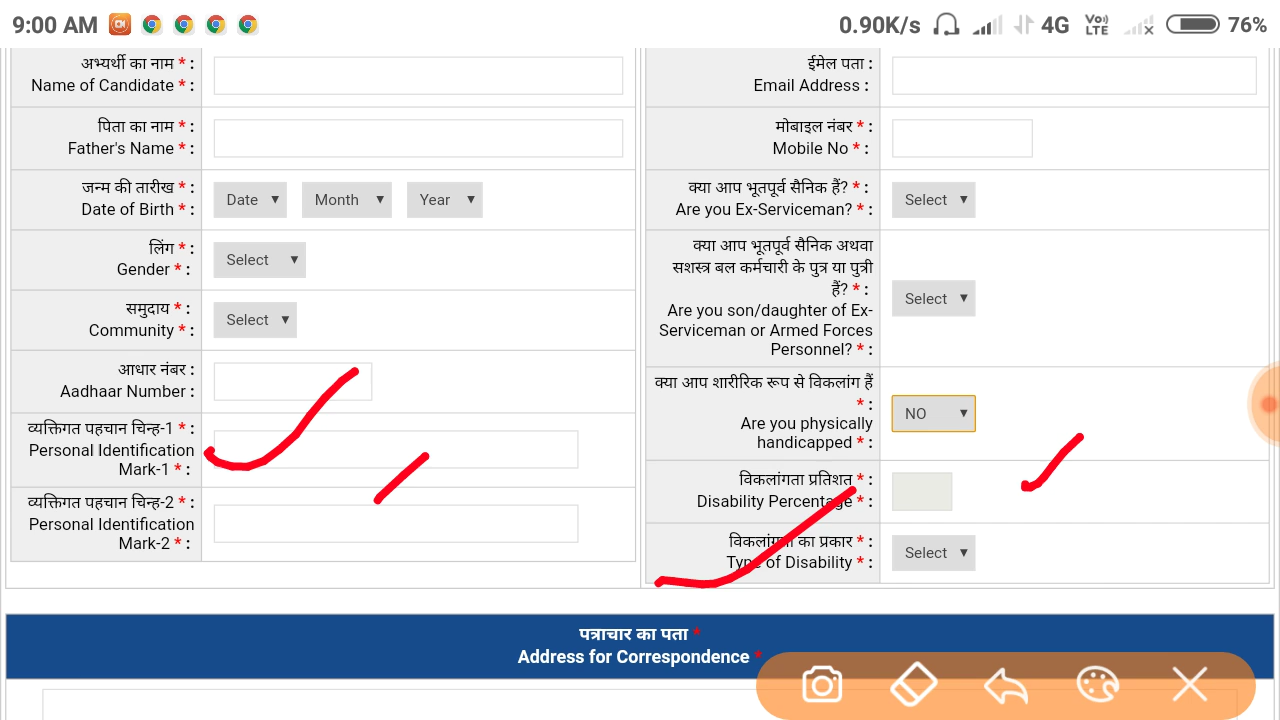 9:00 AM
0.90K/s 4G VoLTE 76%
अभ्यर्थी का नाम * :
Name of Candidate * :
पिता का नाम * :
Father's Name * :
जन्म की तारीख * :
Date of Birth * :
Date Month Year
लिंग * :
Gender * :
Select
समुदाय * :
Community * :
Select
आधार नंबर :
Aadhaar Number :
व्यक्तिगत पहचान चिन्ह-1 * :
Personal Identification
Mark-1 * :
व्यक्तिगत पहचान चिन्ह-2 * :
Personal Identification
Mark-2 * :
ईमेल पता :
Email Address :
मोबाइल नंबर * :
Mobile No * :
क्या आप भूतपूर्व सैनिक हैं? * :
Are you Ex-Serviceman? * :
Select
क्या आप भूतपूर्व सैनिक अथवा
सशस्त्र बल कर्मचारी के पुत्र या पुत्री
हैं? * :
Are you son/daughter of Ex-
Serviceman or Armed Forces
Personnel? * :
Select
क्या आप शारीरिक रूप से विकलांग हैं
* :
Are you physically
handicapped * :
NO
विकलांगता प्रतिशत * :
Disability Percentage * :
विकलांगता का प्रकार * :
Type of Disability * :
Select
पत्राचार का पता *
Address for Correspondence *